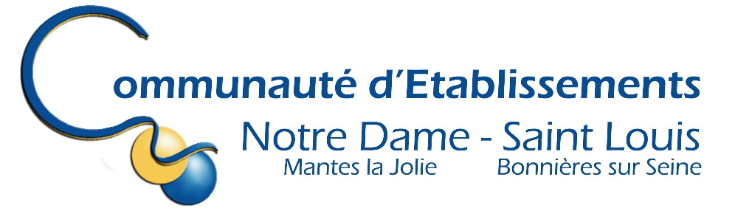 Communauté d'Etablissements
Notre Dame - Saint Louis
Mantes la Jolie Bonnières sur Seine